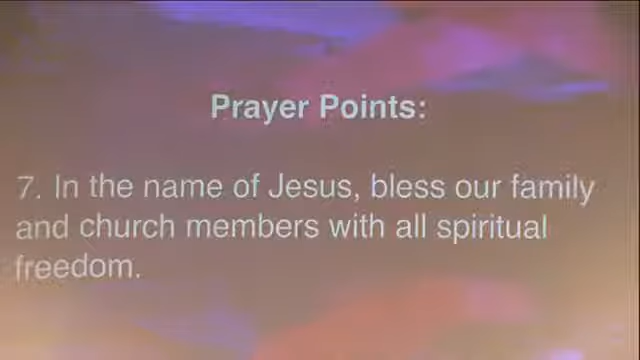 Prayer Points:
7. In the name of Jesus, bless our family
and church members with all spiritual
freedom.